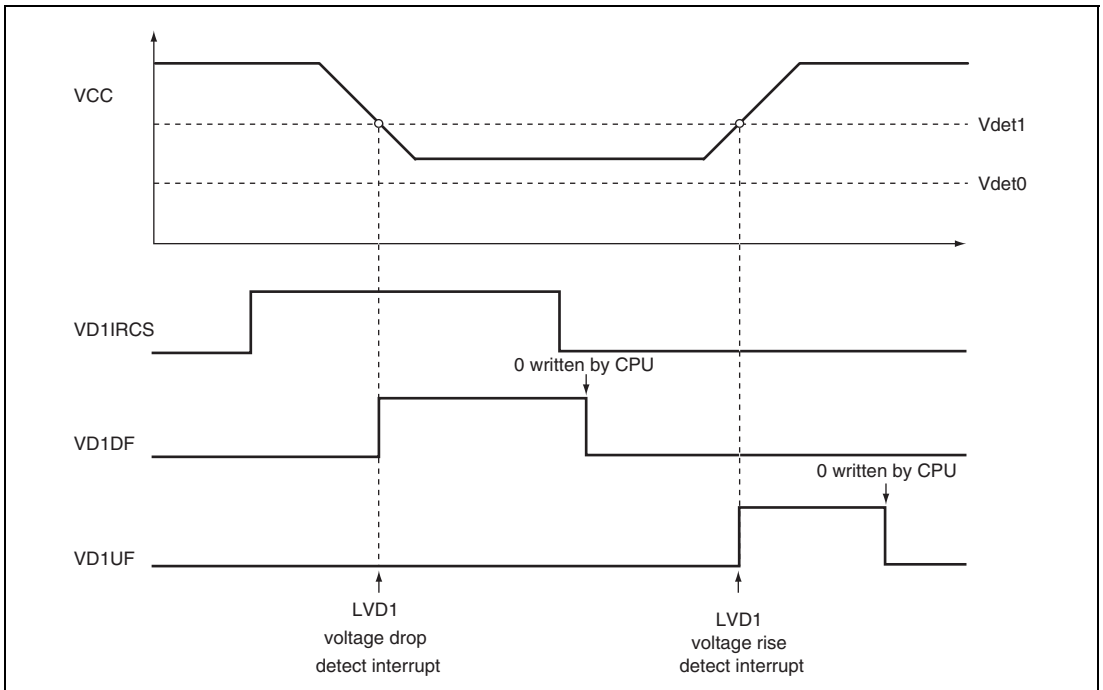 VCC
Vdet1
Vdet0
VD1IRCS
0 written by CPU
VD1DF
0 written by CPU
VD1UF
LVD1
voltage drop
detect interrupt
LVD1
voltage rise
detect interrupt